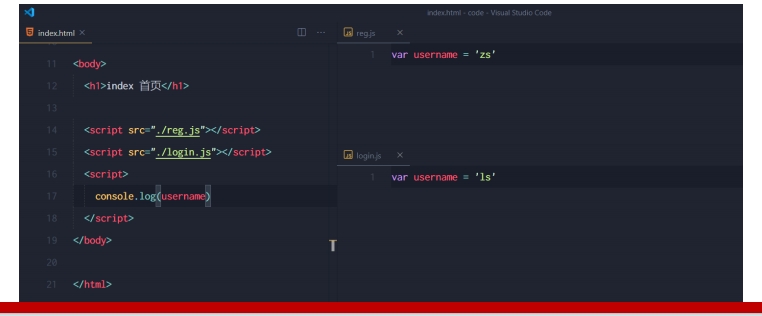 index.html - code - Visual Studio Code
index.html ×
11 <body>
12 <h1>index 首页</h1>
13
14 <script src="./reg.js"></script>
15 <script src="./login.js"></script>
16 <script>
17 console.log(username)
18 </script>
19 </body>
20
21 </html>
JS reg.js ×
1 var username = 'zs'
JS login.js ×
1 var username = 'ls'